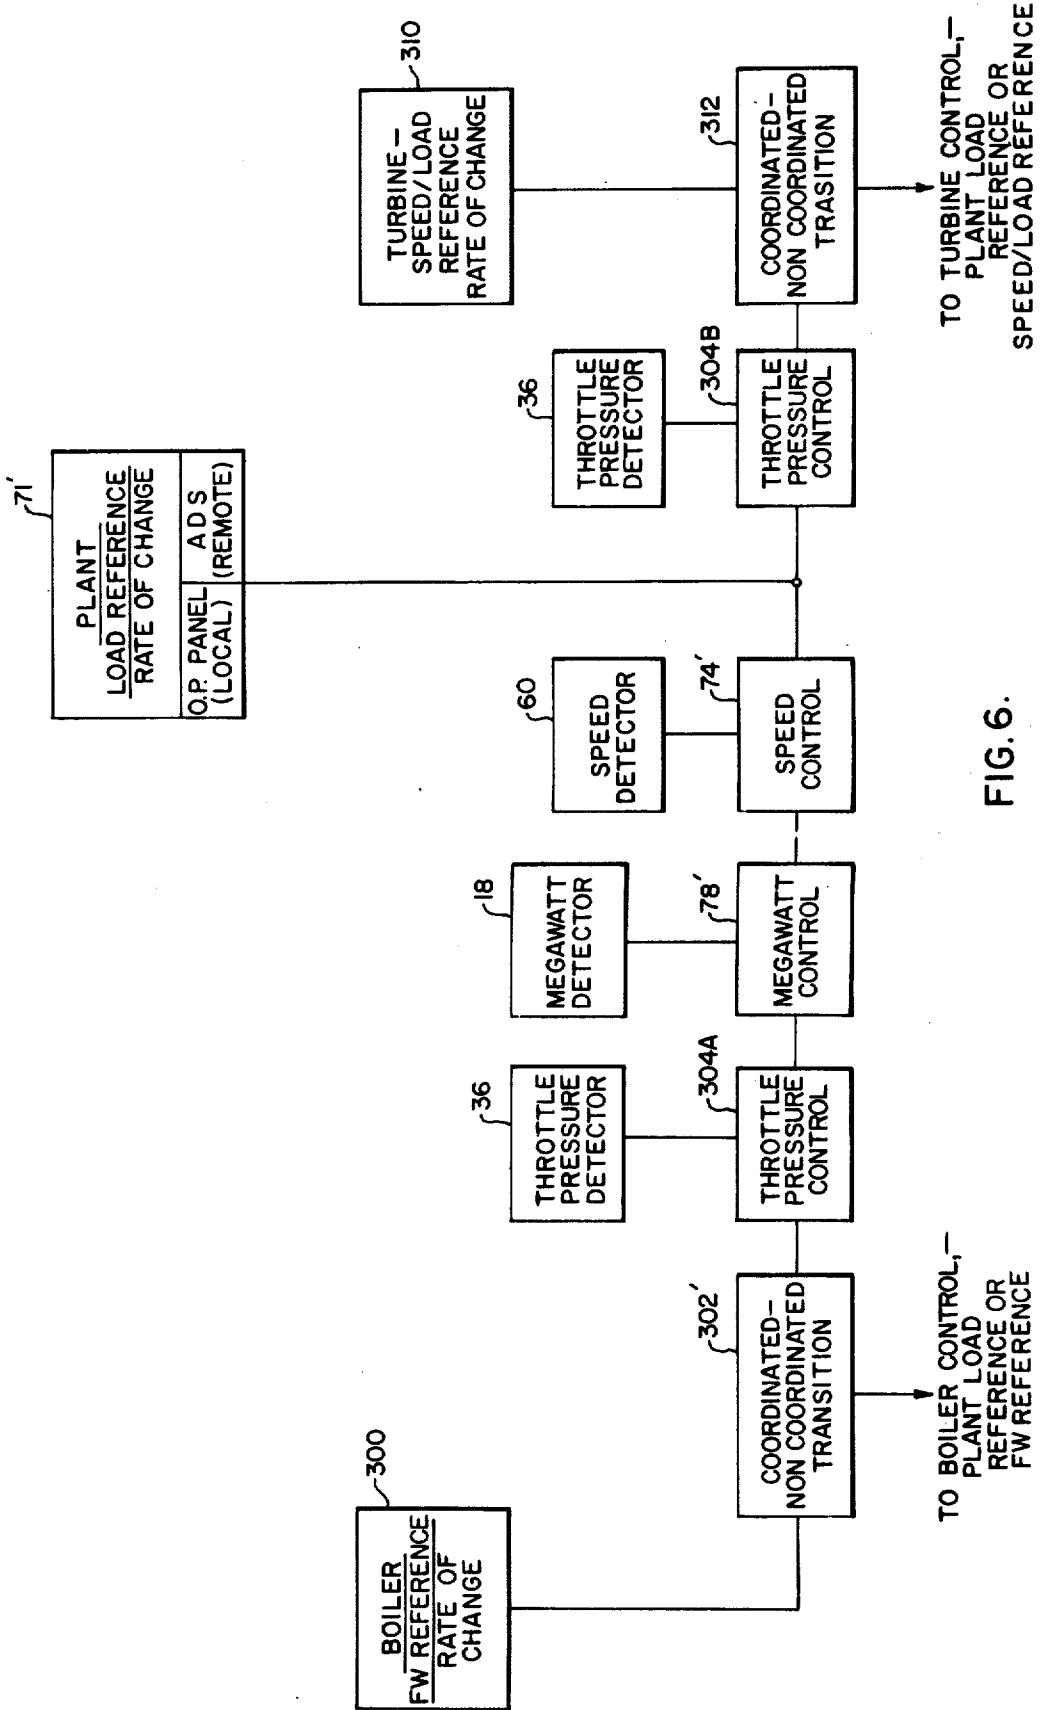 71'
PLANT
LOAD REFERENCE
RATE OF CHANGE
O.P. PANEL
(LOCAL)
ADS
(REMOTE)
300
BOILER
FW REFERENCE
RATE OF
CHANGE
310
TURBINE–
SPEED/LOAD
REFERENCE
RATE OF CHANGE
36
THROTTLE
PRESSURE
DETECTOR
18
MEGAWATT
DETECTOR
60
SPEED
DETECTOR
36
THROTTLE
PRESSURE
DETECTOR
302'
COORDINATED–
NON COORDINATED
TRANSITION
304A
THROTTLE
PRESSURE
CONTROL
78'
MEGAWATT
CONTROL
74'
SPEED
CONTROL
304B
THROTTLE
PRESSURE
CONTROL
312
COORDINATED–
NON COORDINATED
TRASITION
TO BOILER CONTROL,–
PLANT LOAD
REFERENCE OR
FW REFERENCE
TO TURBINE CONTROL,–
PLANT LOAD
REFERENCE OR
SPEED/LOAD REFERENCE
FIG. 6.